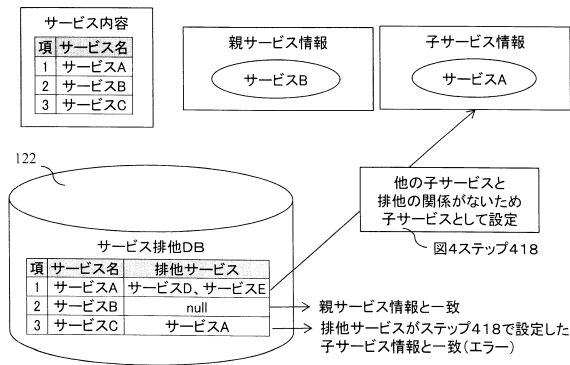 サービス内容
項 サービス名
1 サービスA
2 サービスB
3 サービスC
親サービス情報
サービスB
子サービス情報
サービスA
122
他の子サービスと
排他の関係がないため
子サービスとして設定
図4ステップ418
サービス排他DB
項 サービス名 排他サービス
1 サービスA サービスD、サービスE
2 サービスB null
3 サービスC サービスA
親サービス情報と一致
排他サービスがステップ418で設定した
子サービス情報と一致(エラー)